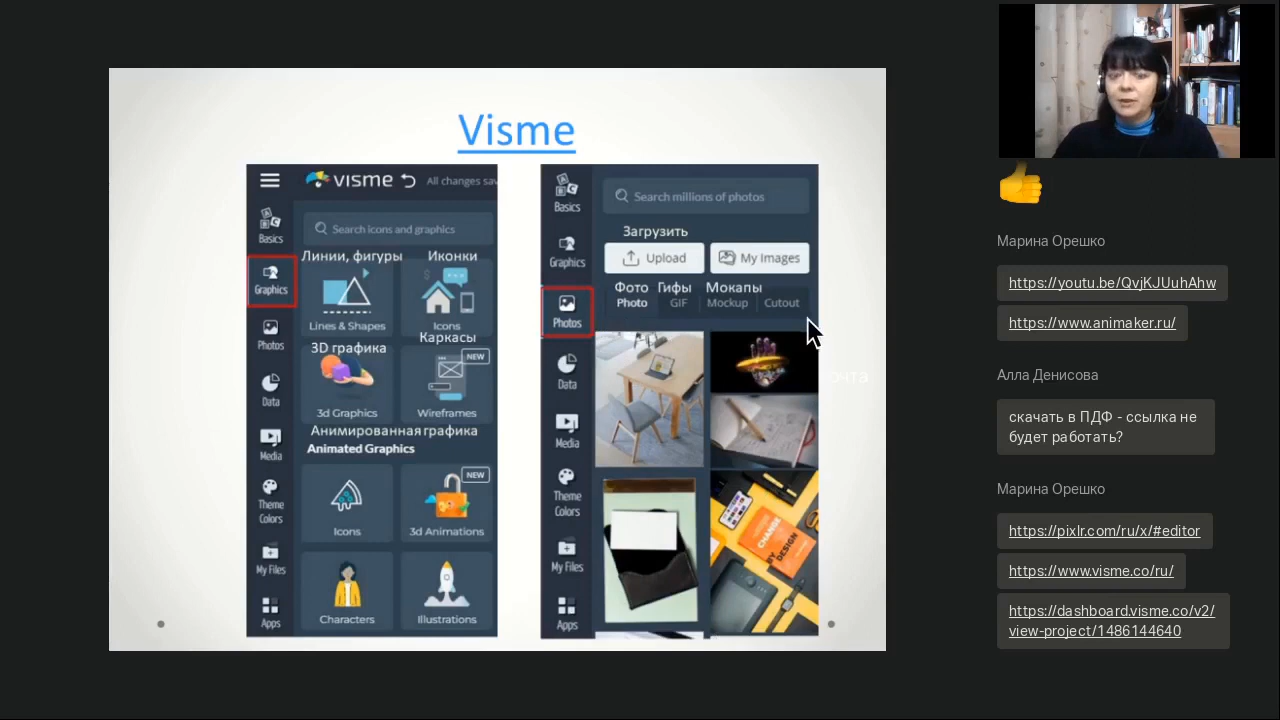 Visme
visme
All changes sav
Basics
Search icons and graphics
Линии, фигуры
Иконки
Graphics
Lines & Shapes
Icons
Photos
3D графика
Каркасы
NEW
Data
3d Graphics
Wireframes
Media
Анимированная графика
Animated Graphics
NEW
Theme
Colors
Icons
3d Animations
My Files
Apps
Characters
Illustrations
Basics
Search millions of photos
Загрузить
Graphics
Upload
My Images
Фото
Гифы
Мокапы
Photo
GIF
Mockup
Cutout
Photos
Data
Media
Theme
Colors
My Files
Apps
CHANGE
BY
DESIGN
Марина Орешко
https://youtu.be/QvjKJUuhAhw
https://www.animaker.ru/
Алла Денисова
скачать в ПДФ - ссылка не
будет работать?
Марина Орешко
https://pixlr.com/ru/x/#editor
https://www.visme.co/ru/
https://dashboard.visme.co/v2/
view-project/1486144640